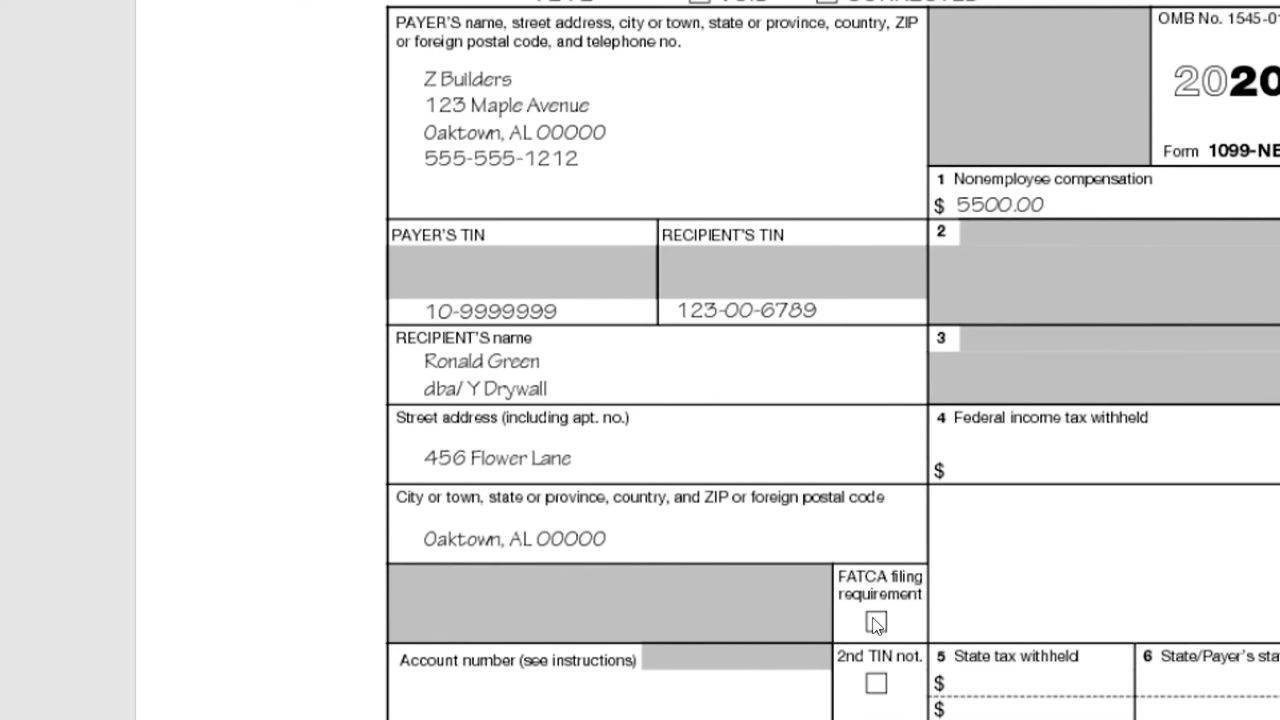 PAYER'S name, street address, city or town, state or province, country, ZIP
or foreign postal code, and telephone no.
Z Builders
123 Maple Avenue
Oaktown, AL 00000
555-555-1212
OMB No. 1545-01
2020
Form 1099-NE
1 Nonemployee compensation
$ 5500.00
PAYER'S TIN
RECIPIENT'S TIN
2
10-9999999
123-00-6789
RECIPIENT'S name
3
Ronald Green
dba/ Y Drywall
Street address (including apt. no.)
4 Federal income tax withheld
456 Flower Lane
$
City or town, state or province, country, and ZIP or foreign postal code
Oaktown, AL 00000
FATCA filing
requirement
Account number (see instructions)
2nd TIN not.
5 State tax withheld
6 State/Payer's sta
$
$